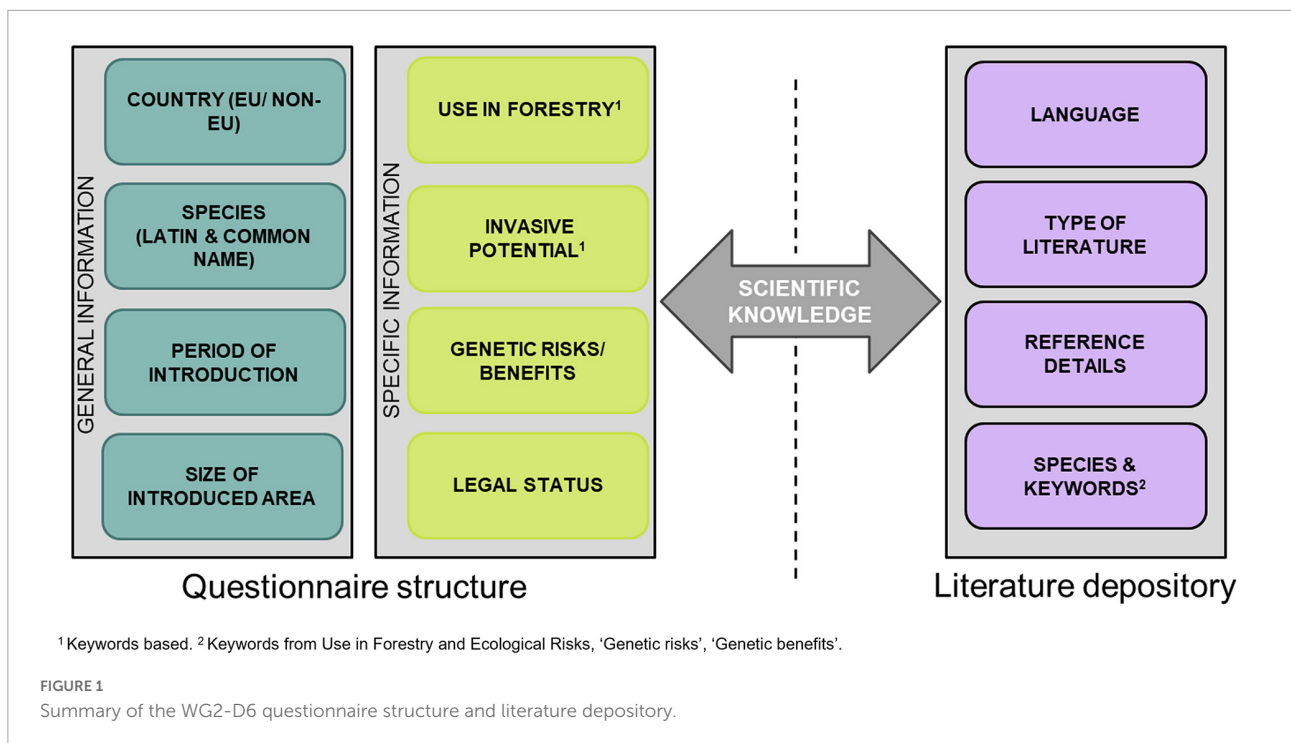 GENERAL INFORMATION
COUNTRY (EU/ NON-
EU)
SPECIES
(LATIN & COMMON
NAME)
PERIOD OF
INTRODUCTION
SIZE OF
INTRODUCED AREA
SPECIFIC INFORMATION
USE IN FORESTRY¹
INVASIVE
POTENTIAL¹
GENETIC RISKS/
BENEFITS
LEGAL STATUS
SCIENTIFIC
KNOWLEDGE
LANGUAGE
TYPE OF
LITERATURE
REFERENCE
DETAILS
SPECIES &
KEYWORDS²
Questionnaire structure
Literature depository
¹ Keywords based. ² Keywords from Use in Forestry and Ecological Risks, ‘Genetic risks’, ‘Genetic benefits’.
FIGURE 1
Summary of the WG2-D6 questionnaire structure and literature depository.